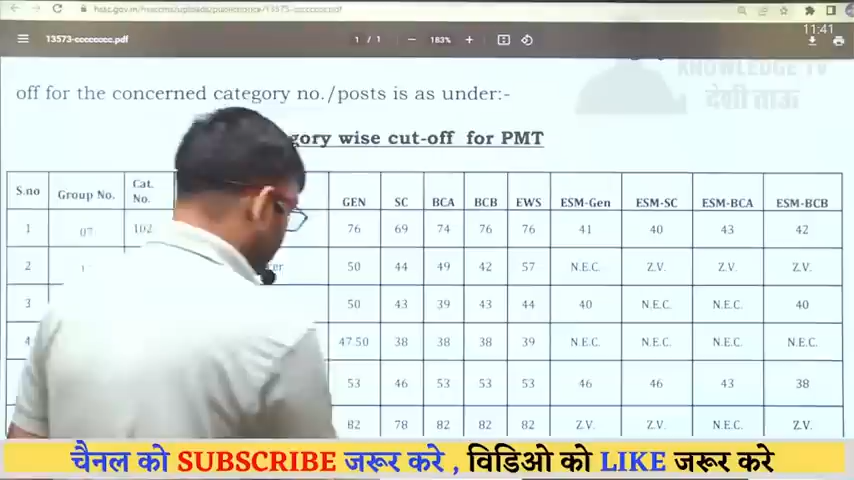 11:41
13573-cccccccc.pdf
1 / 1
183%
KNOWLEDGE TV
देशी ताऊ
off for the concerned category no./posts is as under:-
gory wise cut-off for PMT
S.no Group No. Cat. No. GEN SC BCA BCB EWS ESM-Gen ESM-SC ESM-BCA ESM-BCB
1 07 102 76 69 74 76 76 41 40 43 42
2 50 44 49 42 57 N.E.C. Z.V. Z.V. Z.V.
3 50 43 39 43 44 40 N.E.C. N.E.C. 40
4 47.50 38 38 38 39 N.E.C. N.E.C. N.E.C. N.E.C.
53 46 53 53 53 46 46 43 38
82 78 82 82 82 Z.V. Z.V. N.E.C. Z.V.
चैनल को SUBSCRIBE जरूर करे , विडिओ को LIKE जरूर करे